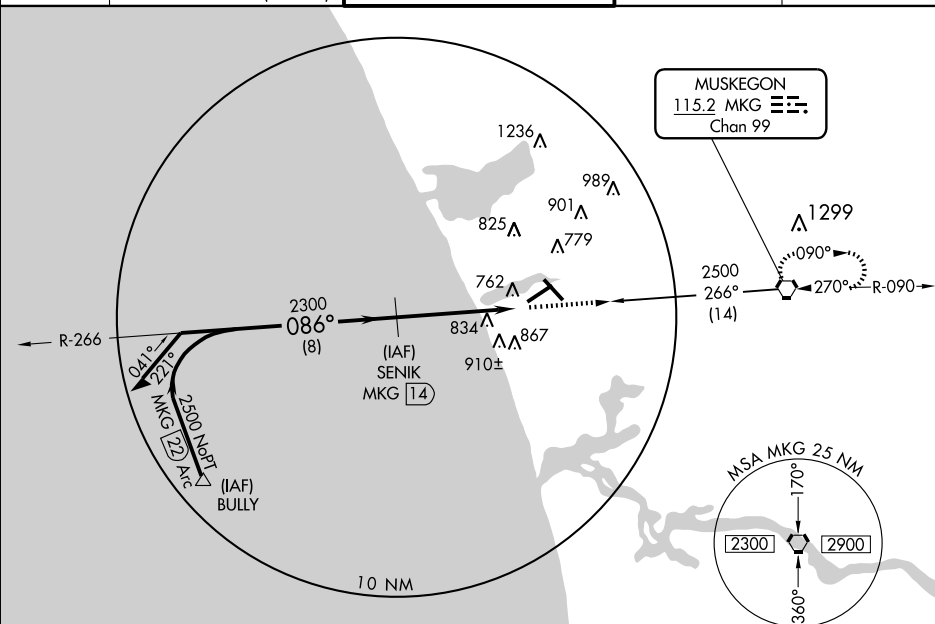 MUSKEGON
115.2 MKG
Chan 99
1236
989
901
825
779
1299
090°
762
2500
266°
(14)
270°
R-090
2300
086°
(8)
834
867
910±
R-266
(IAF)
SENIK
MKG 14
041°
221°
MKG 22 Arc
2500 NoPT
(IAF)
BULLY
MSA MKG 25 NM
170°
2300
2900
360°
10 NM